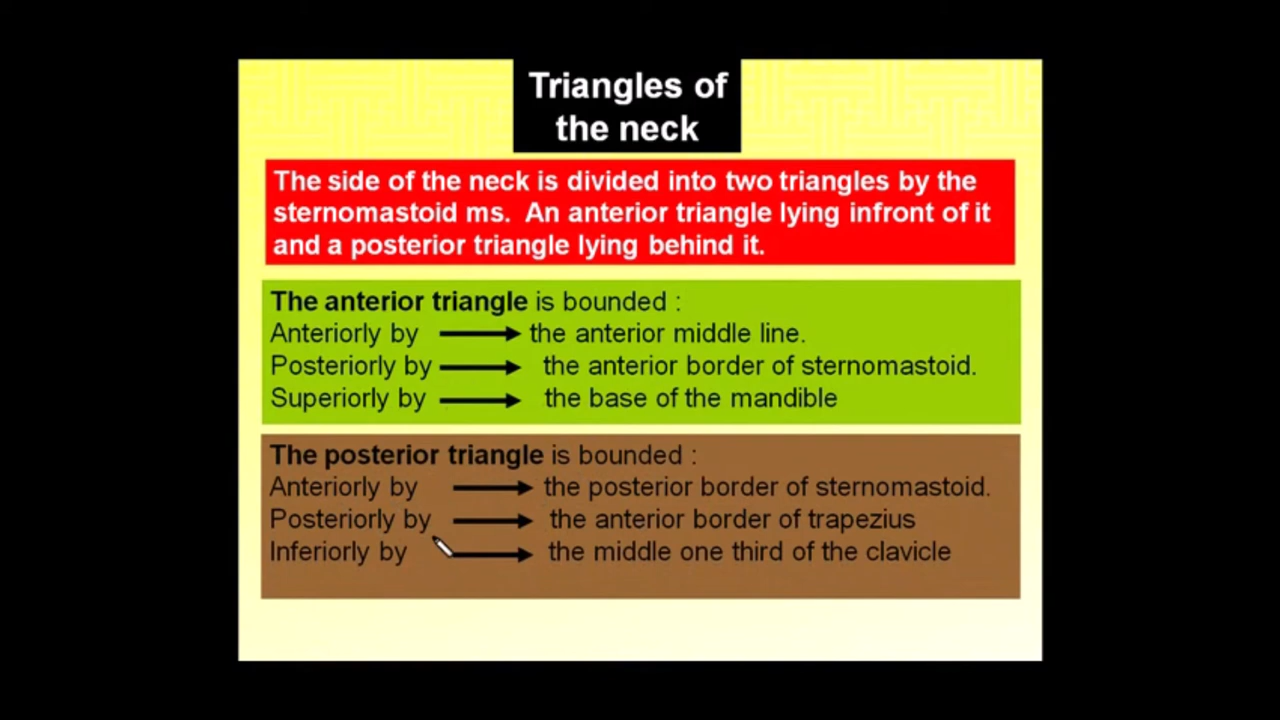 Triangles of
the neck
The side of the neck is divided into two triangles by the
sternomastoid ms. An anterior triangle lying infront of it
and a posterior triangle lying behind it.
The anterior triangle is bounded :
Anteriorly by the anterior middle line.
Posteriorly by the anterior border of sternomastoid.
Superiorly by the base of the mandible
The posterior triangle is bounded :
Anteriorly by the posterior border of sternomastoid.
Posteriorly by the anterior border of trapezius
Inferiorly by the middle one third of the clavicle